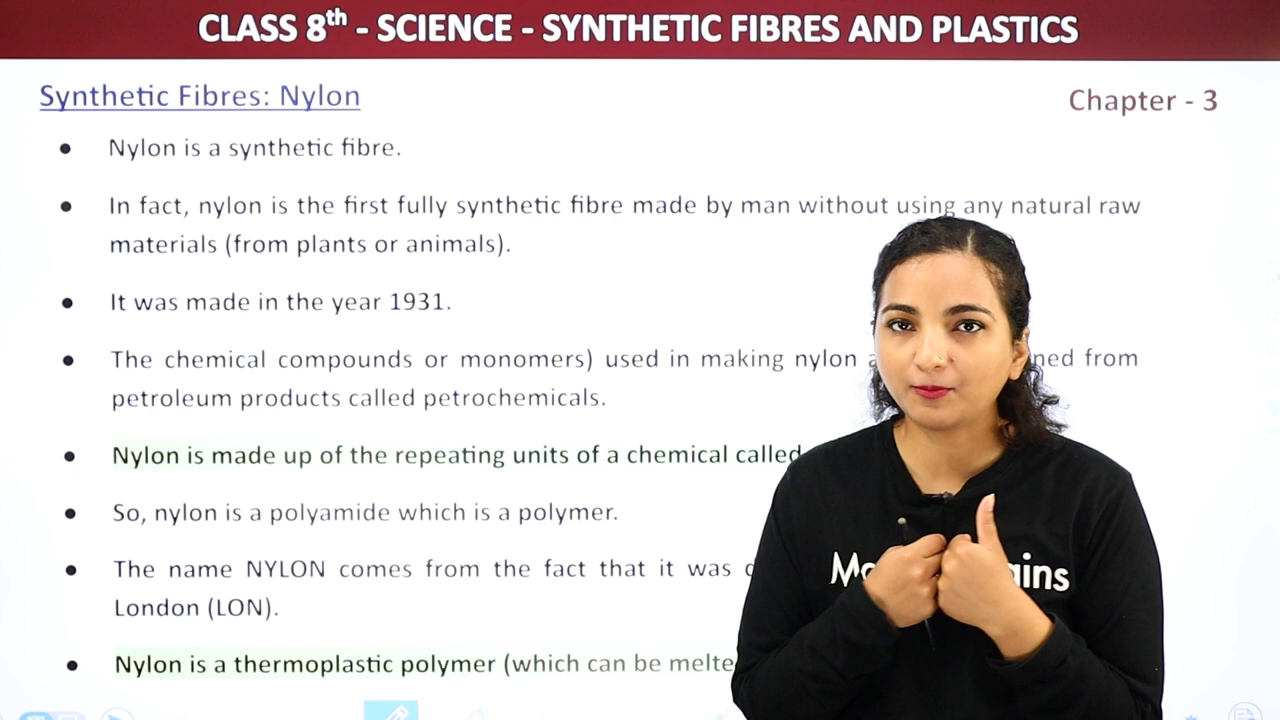 CLASS 8th - SCIENCE - SYNTHETIC FIBRES AND PLASTICS
Synthetic Fibres: Nylon
Chapter - 3
● Nylon is a synthetic fibre.
● In fact, nylon is the first fully synthetic fibre made by man without using any natural raw
materials (from plants or animals).
● It was made in the year 1931.
● The chemical compounds or monomers) used in making nylon from
petroleum products called petrochemicals.
● Nylon is made up of the repeating units of a chemical called
● So, nylon is a polyamide which is a polymer.
● The name NYLON comes from the fact that it was
London (LON).
● Nylon is a thermoplastic polymer (which can be